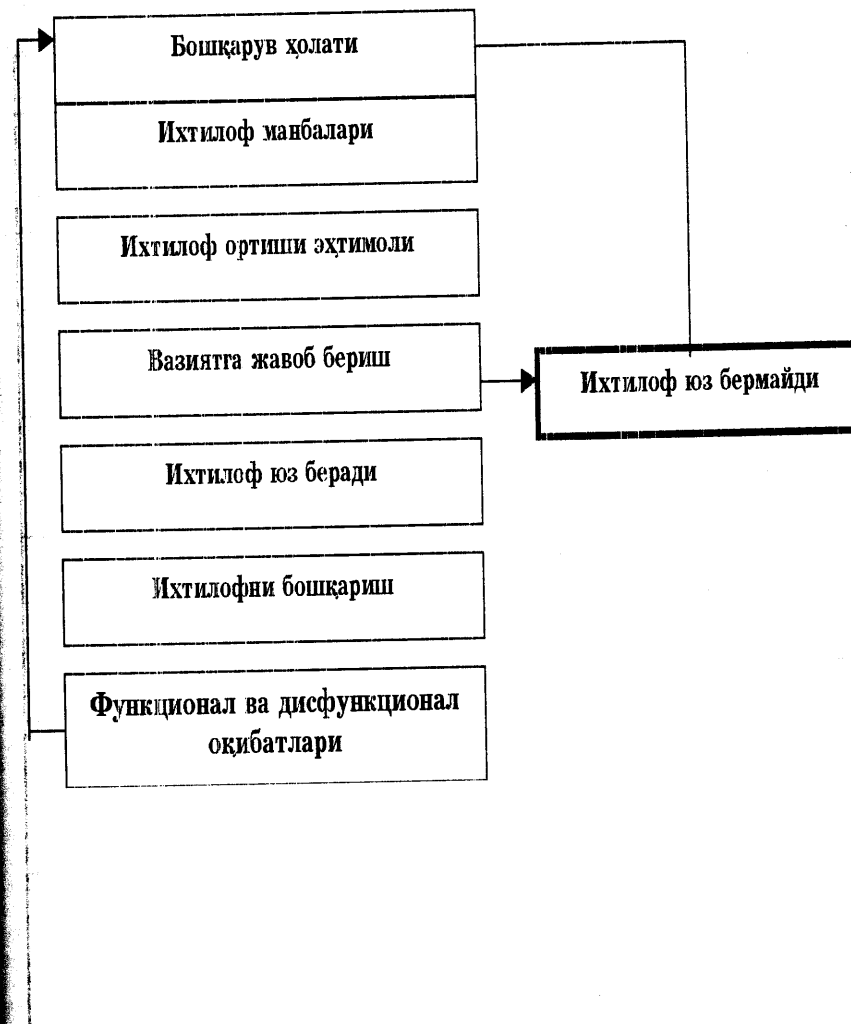 Бошқарув ҳолати
Ихтилоф манбалари
Ихтилоф ортиши эҳтимоли
Вазиятга жавоб бериш
Ихтилоф юз бермайди
Ихтилоф юз беради
Ихтилофни бошқариш
Функционал ва дисфункционал
оқибатлари